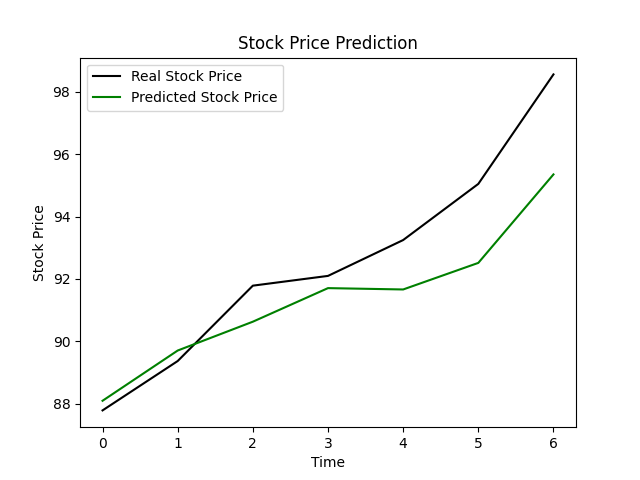 Stock Price Prediction
Real Stock Price
Predicted Stock Price
Stock Price
98
96
94
92
90
88
0 1 2 3 4 5 6
Time